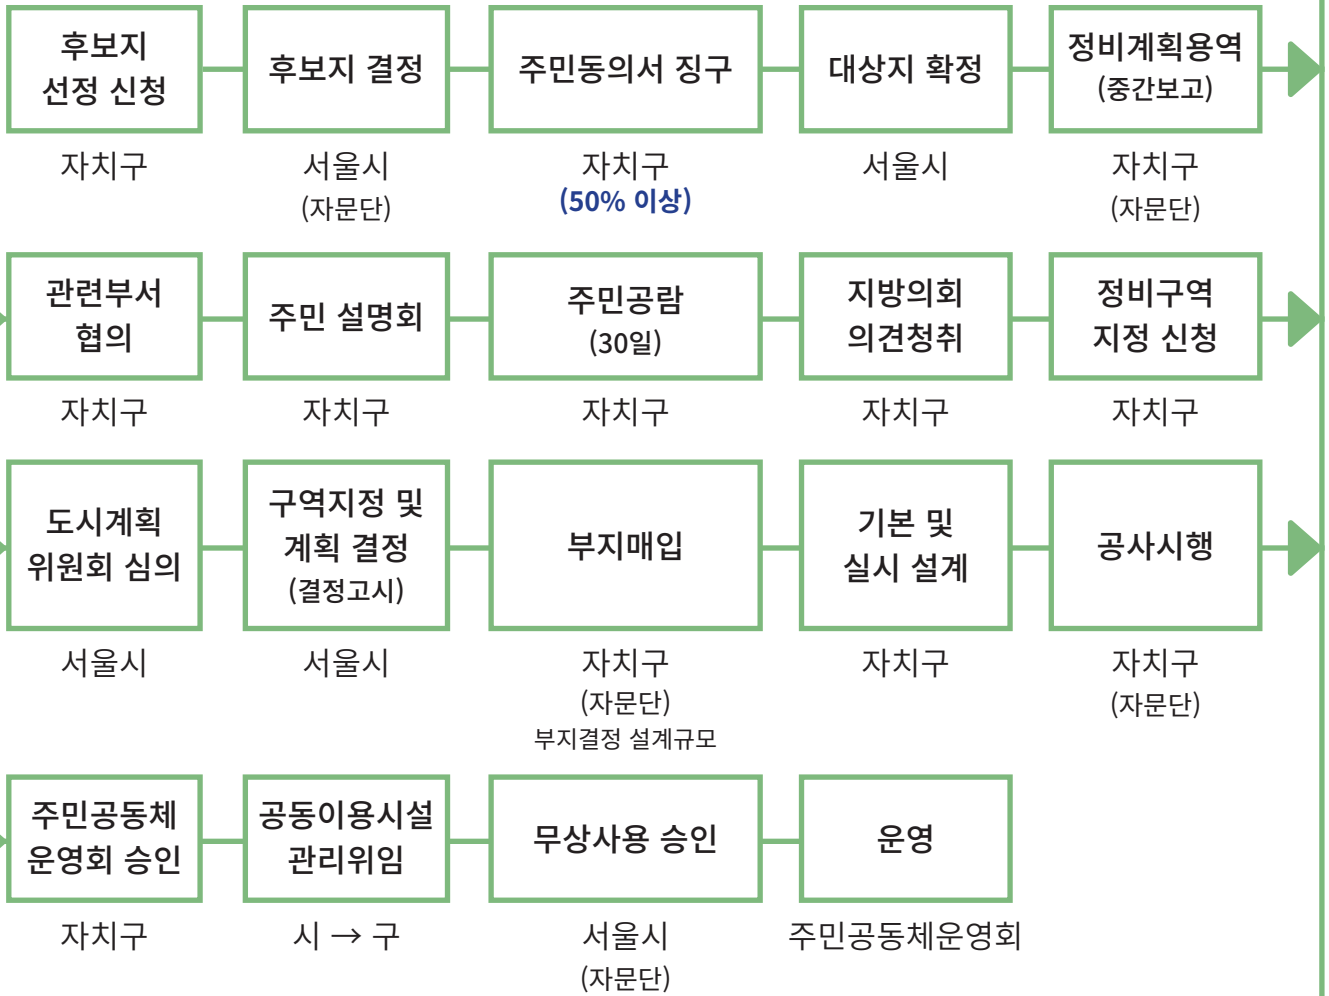 후보지
선정 신청
후보지 결정
주민동의서 징구
대상지 확정
정비계획용역
(중간보고)
자치구
서울시
(자문단)
자치구
(50% 이상)
서울시
자치구
(자문단)
관련부서
협의
주민 설명회
주민공람
(30일)
지방의회
의견청취
정비구역
지정 신청
자치구
자치구
자치구
자치구
자치구
도시계획
위원회 심의
구역지정 및
계획 결정
(결정고시)
부지매입
기본 및
실시 설계
공사시행
서울시
서울시
자치구
(자문단)
부지결정 설계규모
자치구
자치구
(자문단)
주민공동체
운영회 승인
공동이용시설
관리위임
무상사용 승인
운영
자치구
시 → 구
서울시
(자문단)
주민공동체운영회